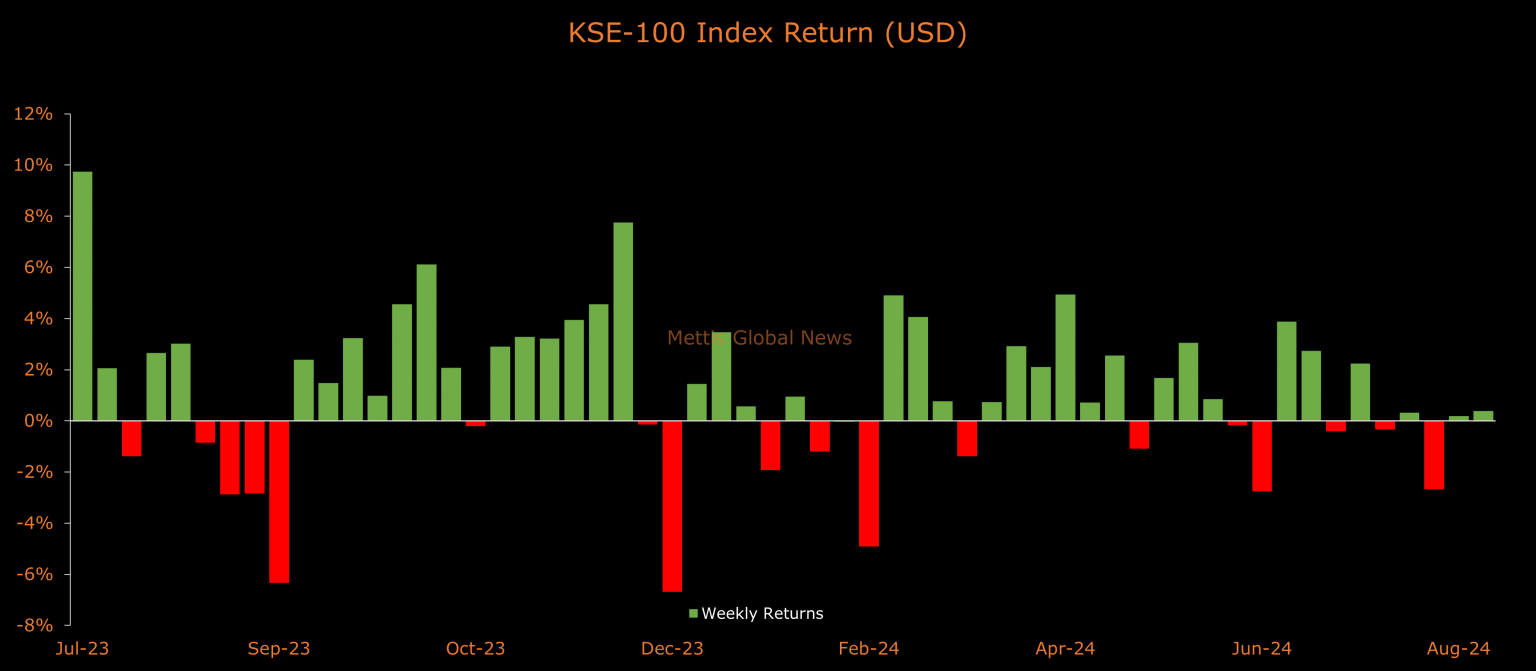 KSE-100 Index Return (USD)
12%
10%
8%
6%
4%
2%
0%
-2%
-4%
-6%
-8%
Mettis Global News
Weekly Returns
Jul-23 Sep-23 Oct-23 Dec-23 Feb-24 Apr-24 Jun-24 Aug-24